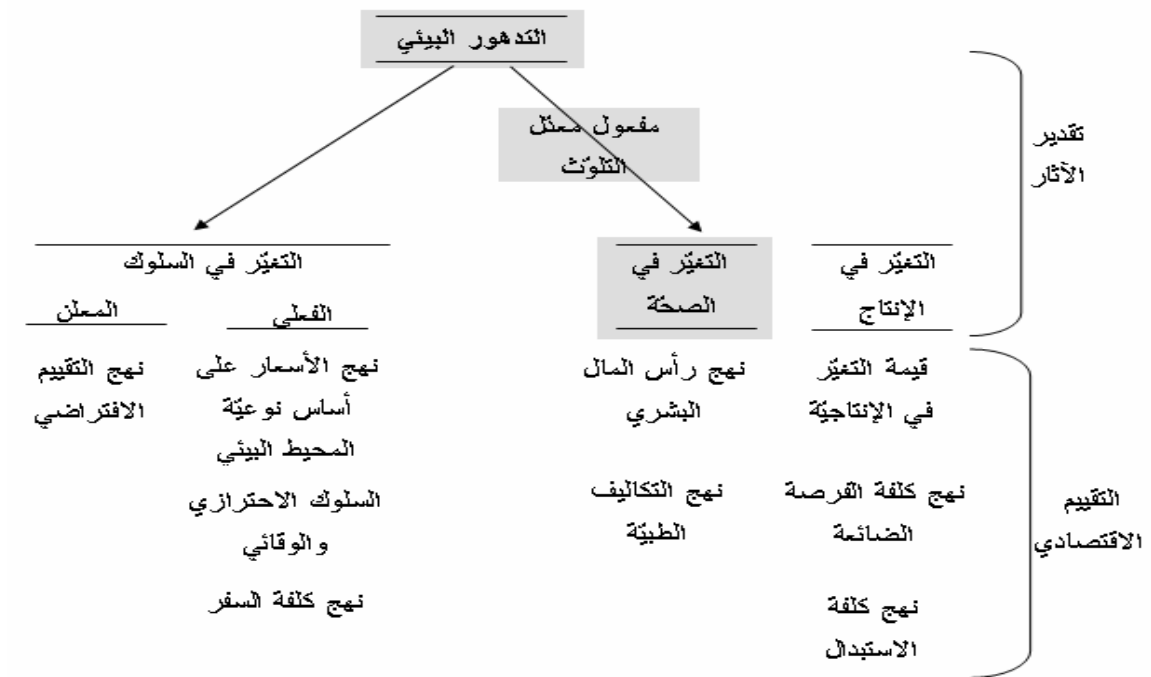 التدهور البيئي
مفعول معدّل
التلوّث
تقدير
الآثار
التغيّر في
الإنتاج
التغيّر في
الصحّة
التغيّر في السلوك
الفعلي
المعلن
قيمة التغيّر
في الإنتاجيّة
نهج كلفة الفرصة
الضائعة
نهج كلفة
الاستبدال
نهج رأس المال
البشري
نهج التكاليف
الطبيّة
نهج الأسعار على
أساس نوعيّة
المحيط البيئي
السلوك الاحترازي
والوقائي
نهج كلفة السفر
نهج التقييم
الافتراضي
التقييم
الاقتصادي